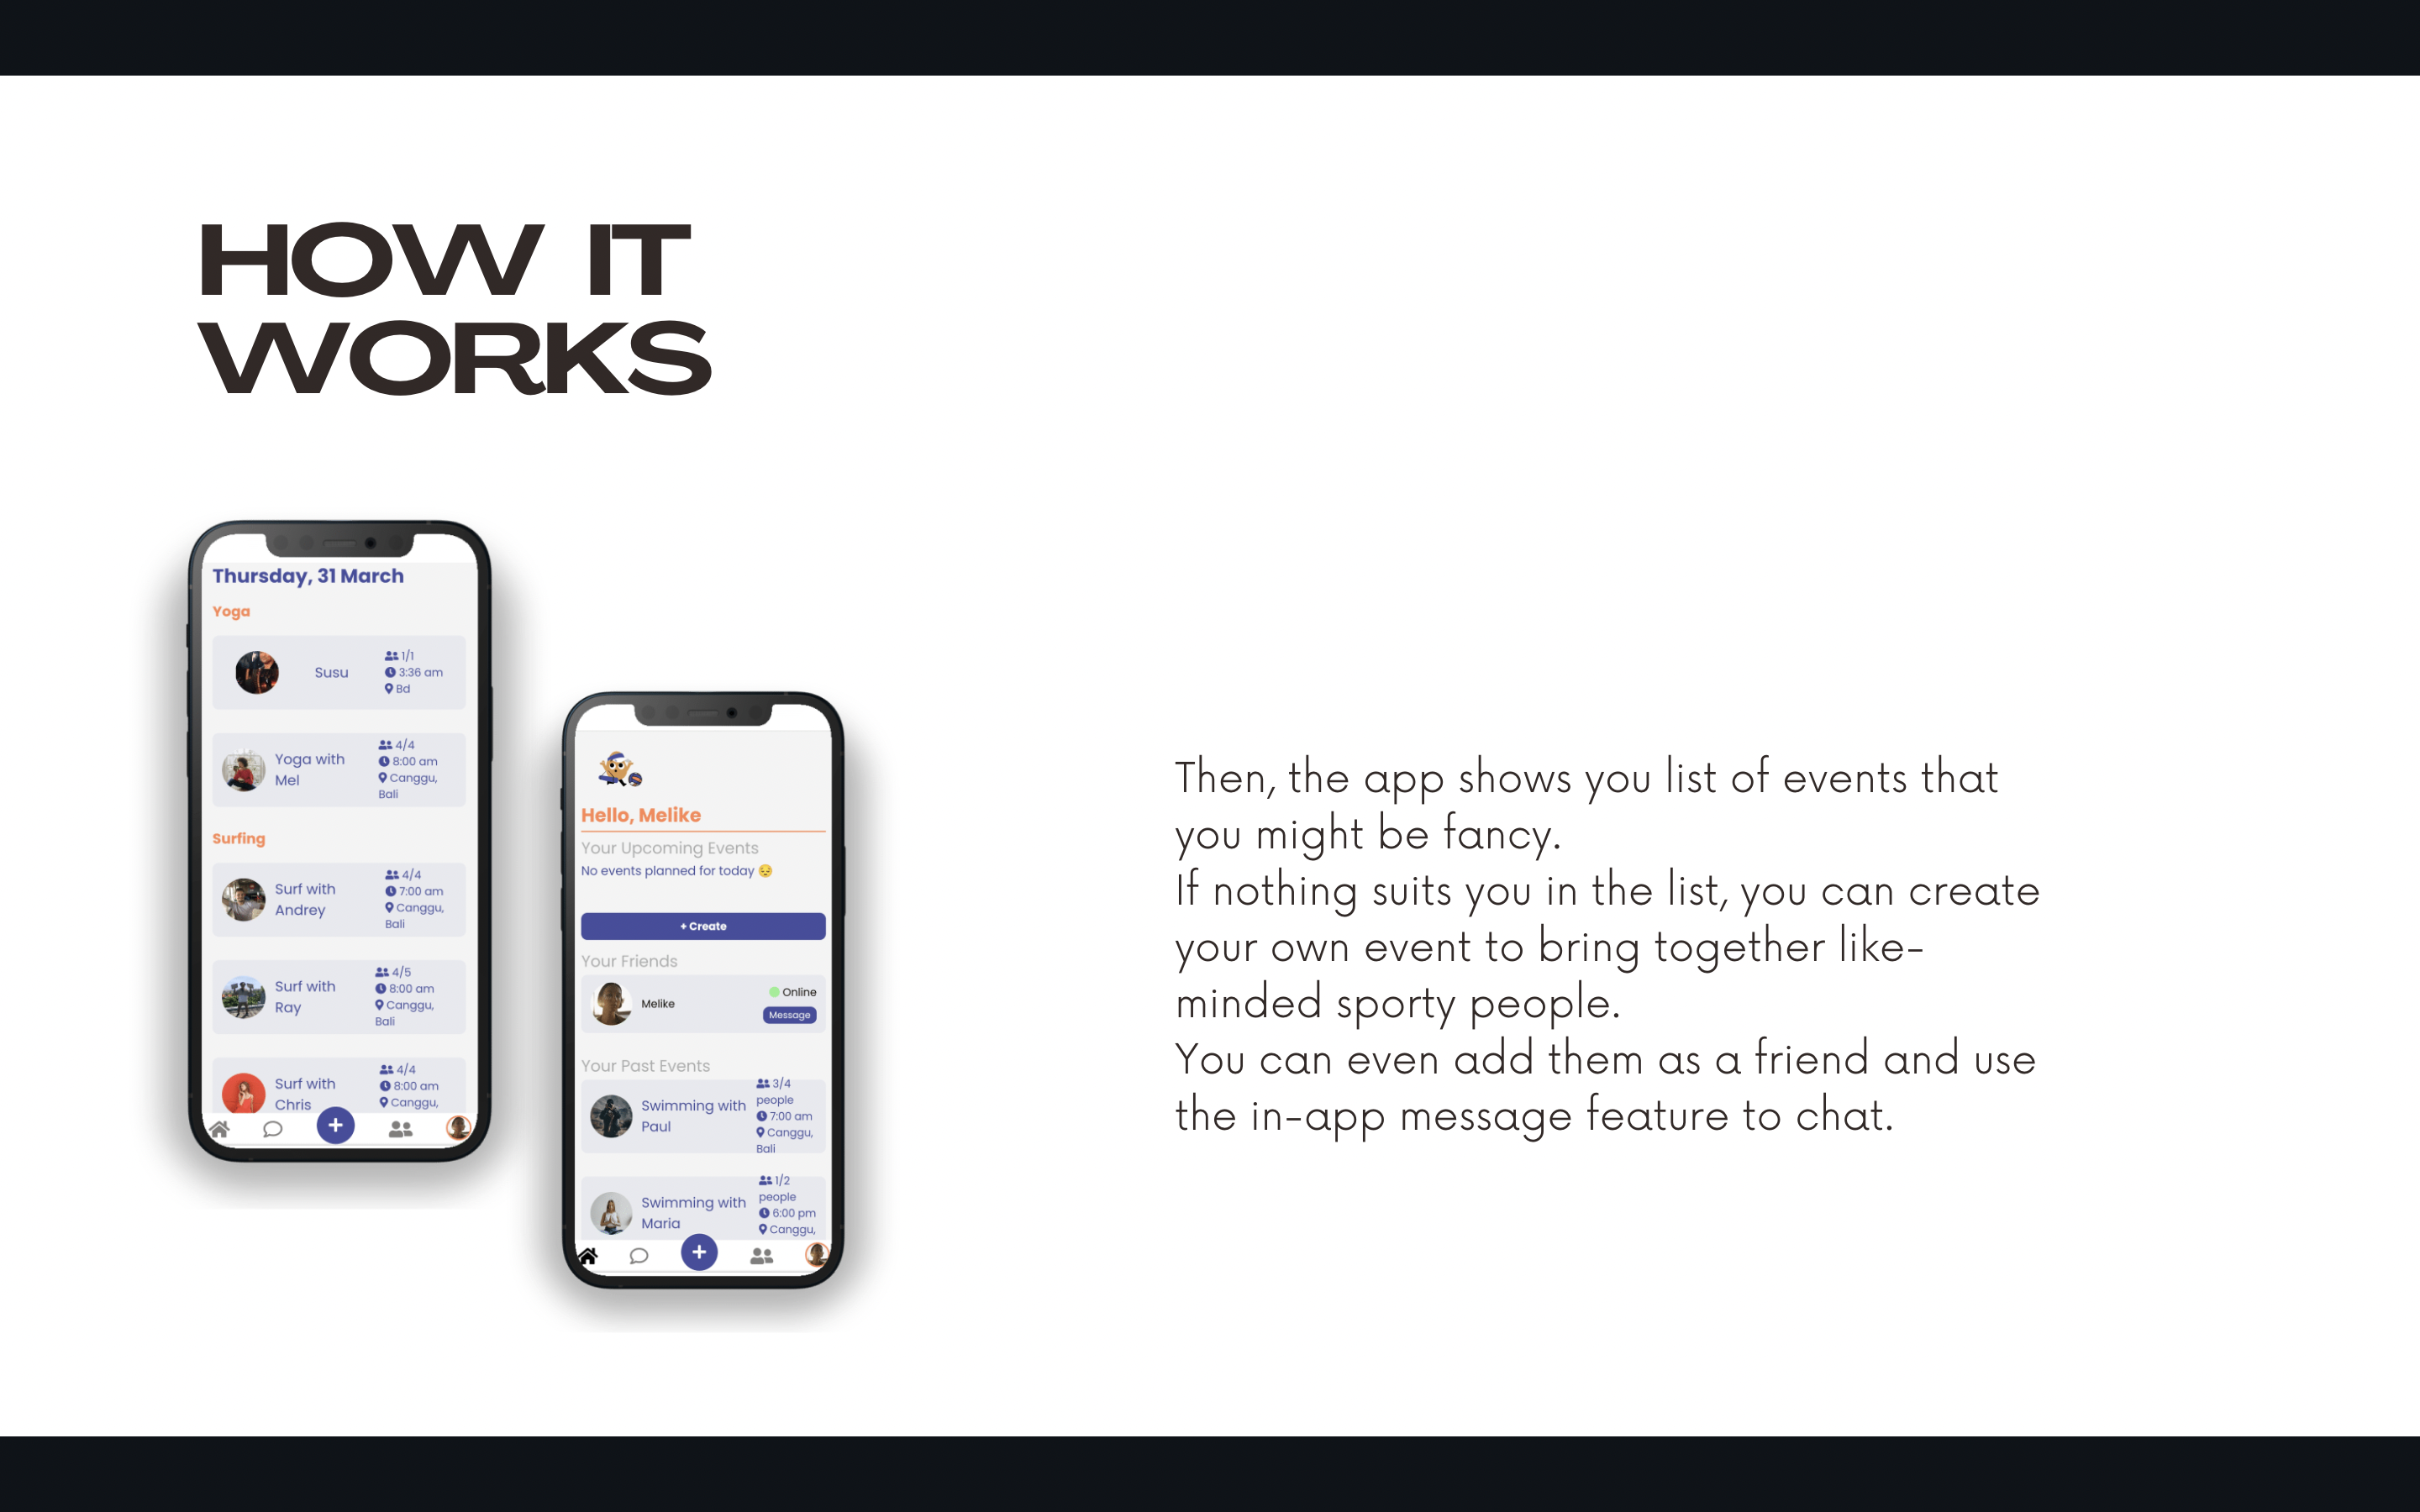 HOW IT
WORKS
Thursday, 31 March
Yoga
Susu
1/1
3:36 am
Bd
Yoga with
Mel
4/4
8:00 am
Canggu,
Bali
Surfing
Surf with
Andrey
4/4
7:00 am
Canggu,
Bali
Surf with
Ray
4/5
8:00 am
Canggu,
Bali
Surf with
Chris
4/4
8:00 am
Canggu,
Hello, Melike
Your Upcoming Events
No events planned for today 😔
+ Create
Your Friends
Melike
Online
Message
Your Past Events
Swimming with
Paul
3/4
people
7:00 am
Canggu,
Bali
Swimming with
Maria
1/2
people
6:00 pm
Canggu,
Then, the app shows you list of events that
you might be fancy.
If nothing suits you in the list, you can create
your own event to bring together like-
minded sporty people.
You can even add them as a friend and use
the in-app message feature to chat.